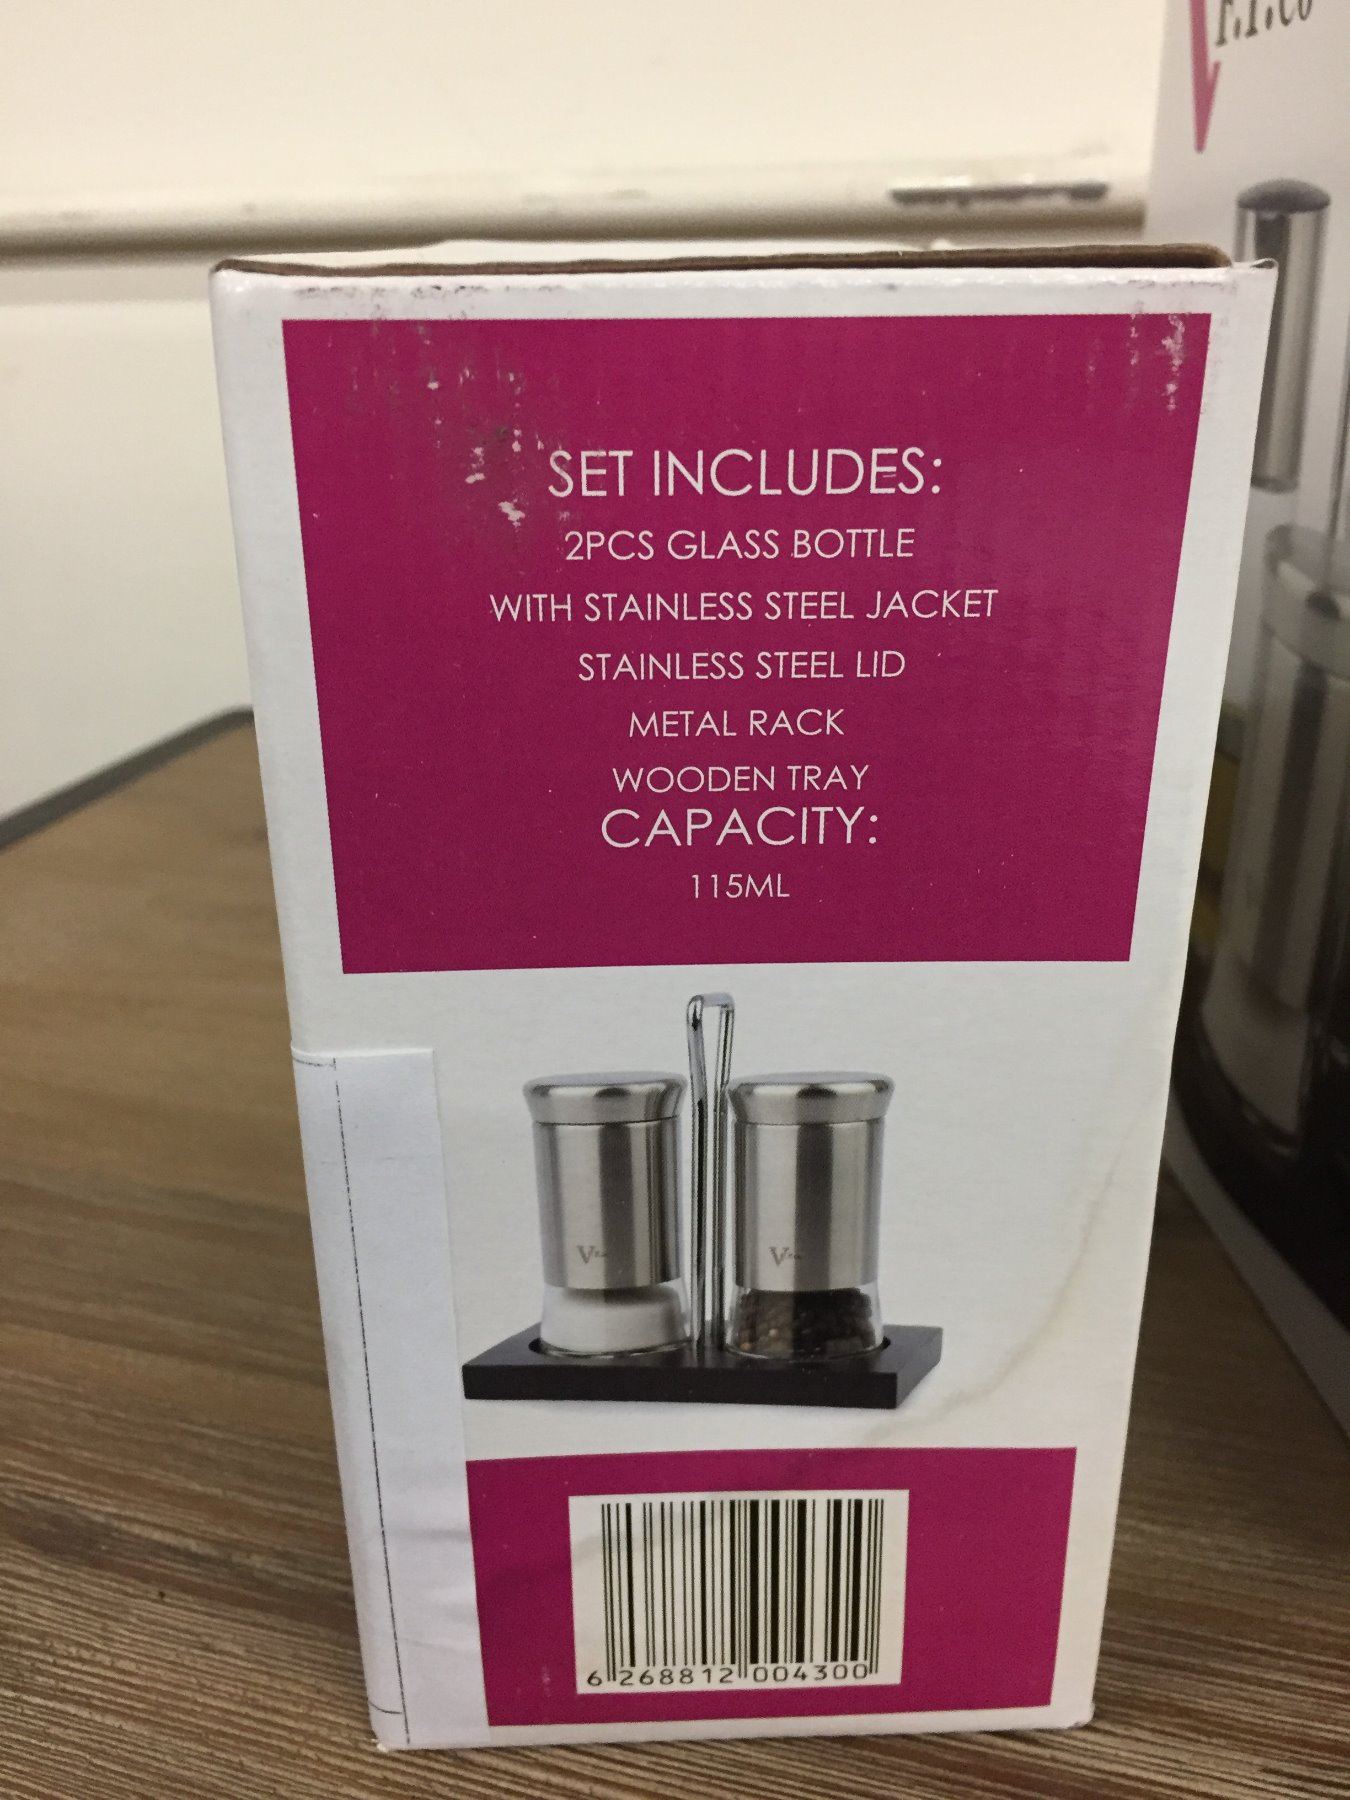 F.T.Co
SET INCLUDES:
2PCS GLASS BOTTLE
WITH STAINLESS STEEL JACKET
STAINLESS STEEL LID
METAL RACK
WOODEN TRAY
CAPACITY:
115ML
6 268812 004300